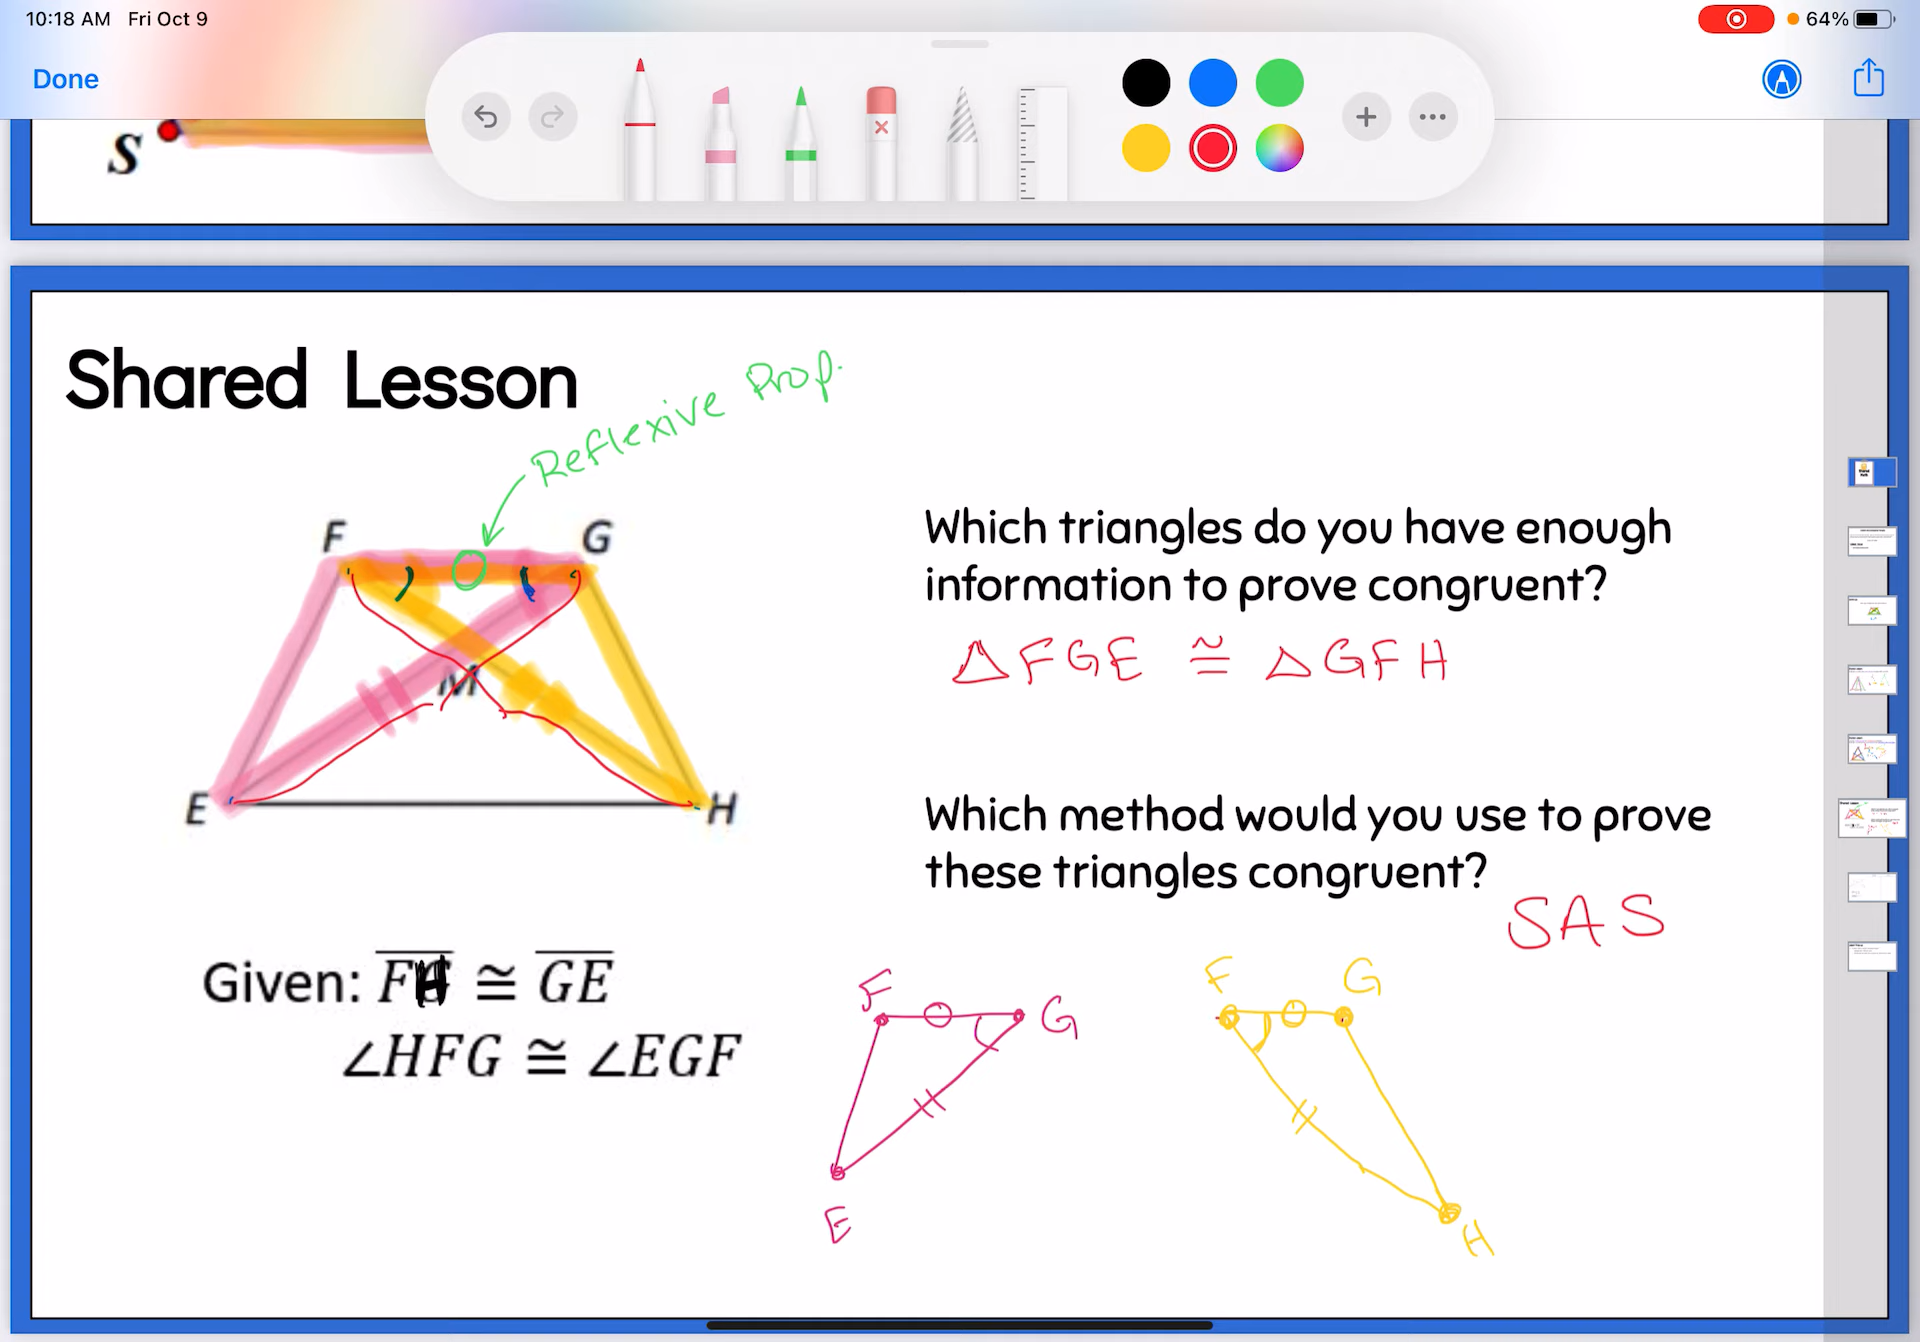 10:18 AM Fri Oct 9
64%
Done
S
Shared Lesson
Reflexive Prop.
F
G
M
E
H
Which triangles do you have enough
information to prove congruent?
△FGE ≅ △GFH
Which method would you use to prove
these triangles congruent?
SAS
Given: FH ≅ GE
∠HFG ≅ ∠EGF
F
G
E
F
G
H